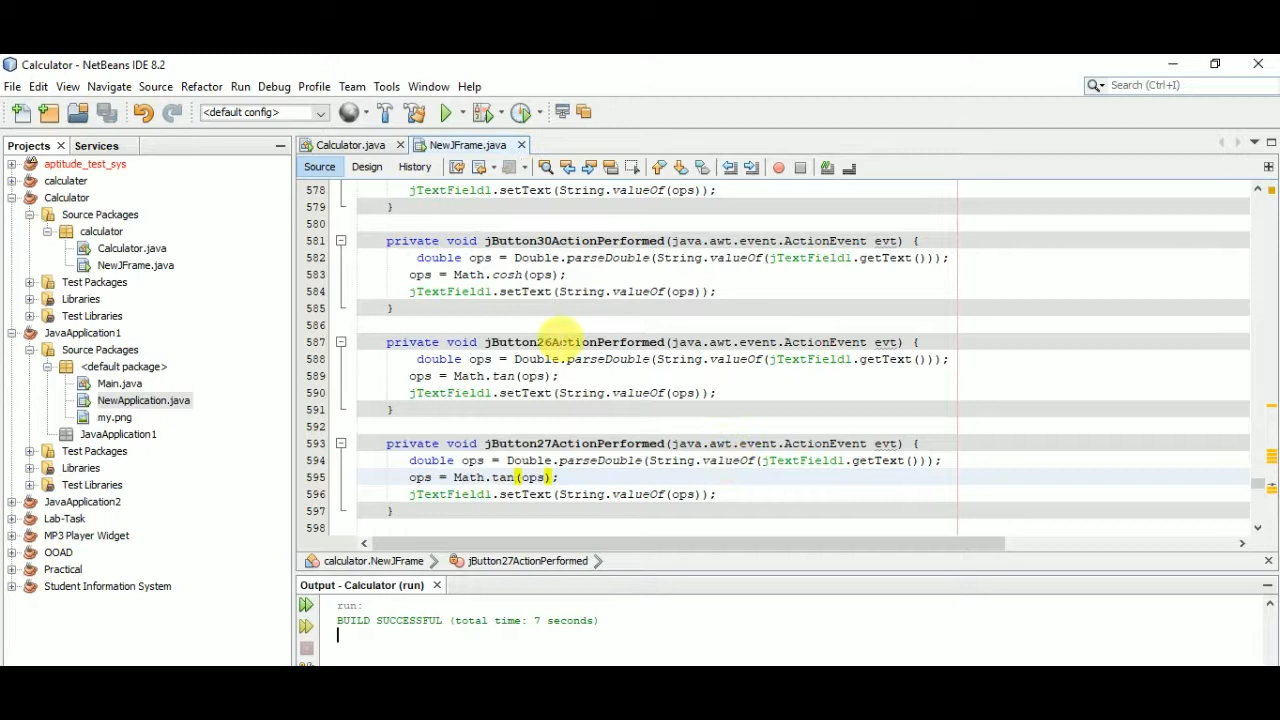 Calculator - NetBeans IDE 8.2
File Edit View Navigate Source Refactor Run Debug Profile Team Tools Window Help
Search (Ctrl+I)
<default config>
Projects Services
Calculator.java NewJFrame.java
Source Design History
aptitude_test_sys
calculater
Calculator
Source Packages
calculator
Calculator.java
NewJFrame.java
Test Packages
Libraries
Test Libraries
JavaApplication1
Source Packages
<default package>
Main.java
NewApplication.java
my.png
JavaApplication1
Test Packages
Libraries
Test Libraries
JavaApplication2
Lab-Task
MP3 Player Widget
OOAD
Practical
Student Information System
578 jTextField1.setText(String.valueOf(ops));
579 }
580
581 private void jButton30ActionPerformed(java.awt.event.ActionEvent evt) {
582 double ops = Double.parseDouble(String.valueOf(jTextField1.getText()));
583 ops = Math.cosh(ops);
584 jTextField1.setText(String.valueOf(ops));
585 }
586
587 private void jButton26ActionPerformed(java.awt.event.ActionEvent evt) {
588 double ops = Double.parseDouble(String.valueOf(jTextField1.getText()));
589 ops = Math.tan(ops);
590 jTextField1.setText(String.valueOf(ops));
591 }
592
593 private void jButton27ActionPerformed(java.awt.event.ActionEvent evt) {
594 double ops = Double.parseDouble(String.valueOf(jTextField1.getText()));
595 ops = Math.tan(ops);
596 jTextField1.setText(String.valueOf(ops));
597 }
598
calculator.NewJFrame jButton27ActionPerformed
Output - Calculator (run)
run:
BUILD SUCCESSFUL (total time: 7 seconds)